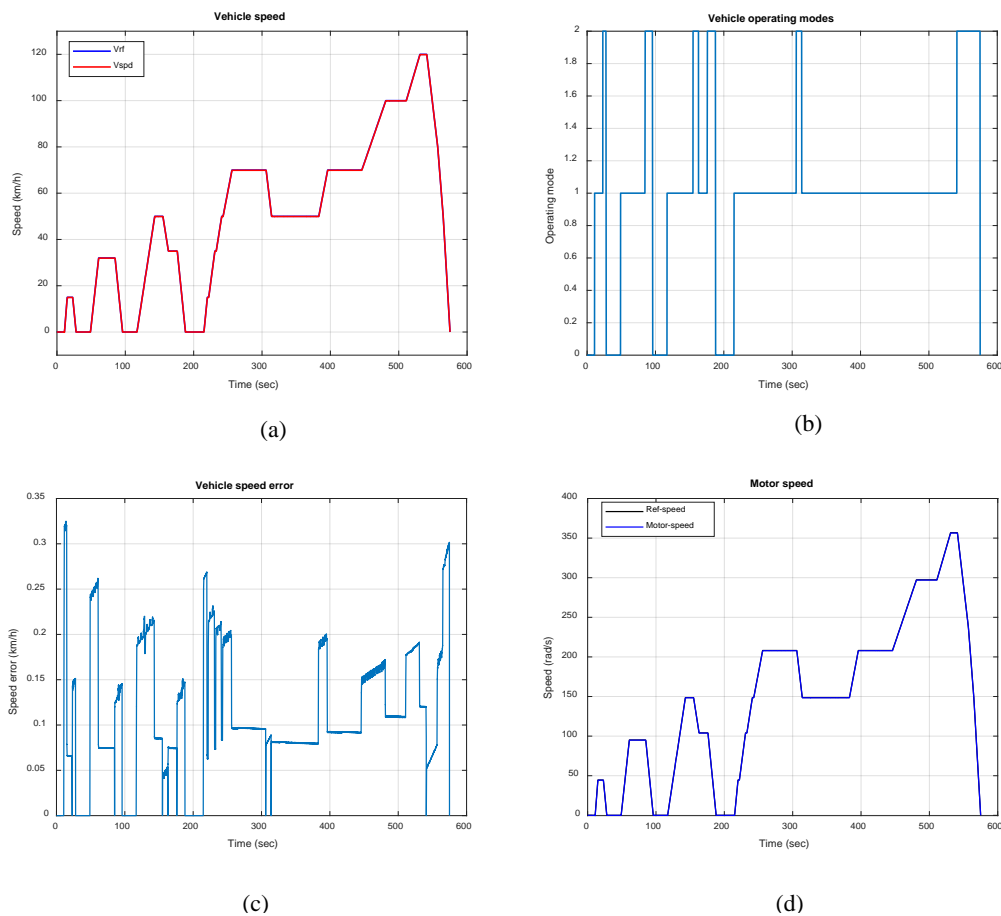 Vehicle speed
120
100
80
60
40
20
0
Speed (km/h)
Vrf
Vspd
0 100 200 300 400 500 600
Time (sec)
(a)
Vehicle operating modes
2
1.8
1.6
1.4
1.2
1
0.8
0.6
0.4
0.2
0
Operating mode
0 100 200 300 400 500 600
Time (sec)
(b)
Vehicle speed error
0.35
0.3
0.25
0.2
0.15
0.1
0.05
0
Speed error (km/h)
0 100 200 300 400 500 600
Time (sec)
(c)
Motor speed
400
350
300
250
200
150
100
50
0
Speed (rad/s)
Ref-speed
Motor-speed
0 100 200 300 400 500 600
Time (sec)
(d)